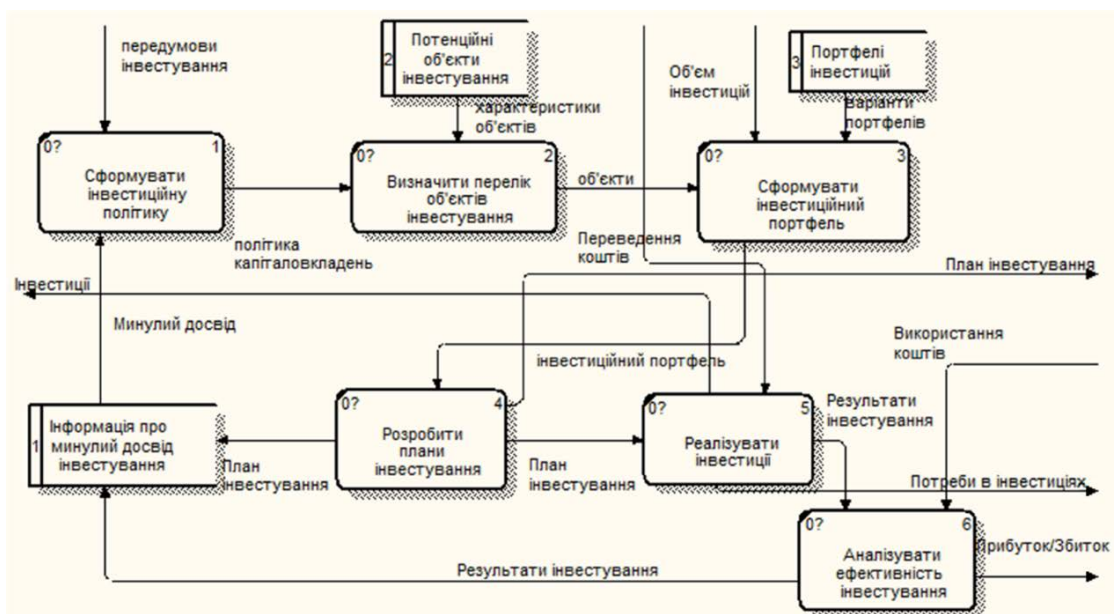 передумови
інвестування
2
Потенційні
об'єкти
інвестування
Об'єм
інвестицій
3
Портфелі
інвестицій
характеристики
об'єктів
варіанти
портфелів
0?
1
Сформувати
інвестиційну
політику
0?
2
Визначити перелік
об'єктів
інвестування
об'єкти
0?
3
Сформувати
інвестиційний
портфель
політика
капіталовкладень
Переведення
коштів
План інвестування
Інвестиції
Минулий досвід
інвестиційний портфель
Використання
коштів
1
Інформація про
минулий досвід
інвестування
План
інвестування
0?
4
Розробити
плани
інвестування
План
інвестування
0?
5
Реалізувати
інвестиції
Результати
інвестування
Потреби в інвестиціях
0?
6
Аналізувати
ефективність
інвестування
Прибуток/Збиток
Результати інвестування